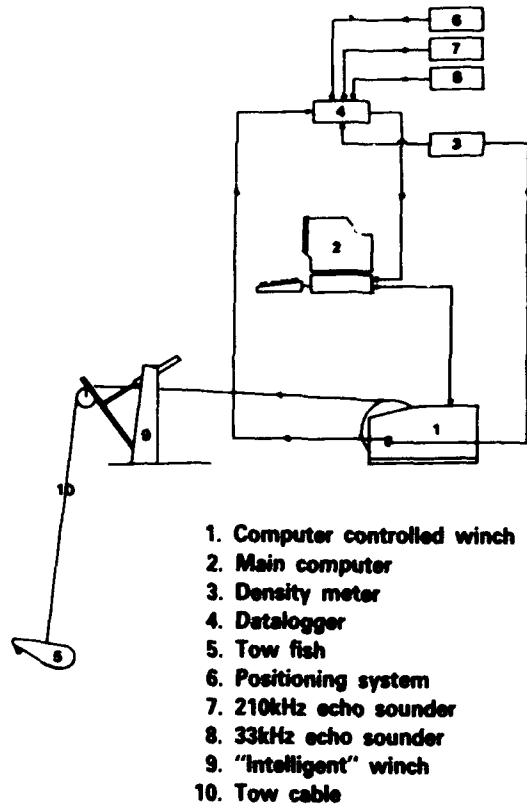 6
7
8
4
3
2
1
9
10
5
1. Computer controlled winch
2. Main computer
3. Density meter
4. Datalogger
5. Tow fish
6. Positioning system
7. 210kHz echo sounder
8. 33kHz echo sounder
9. "Intelligent" winch
10. Tow cable